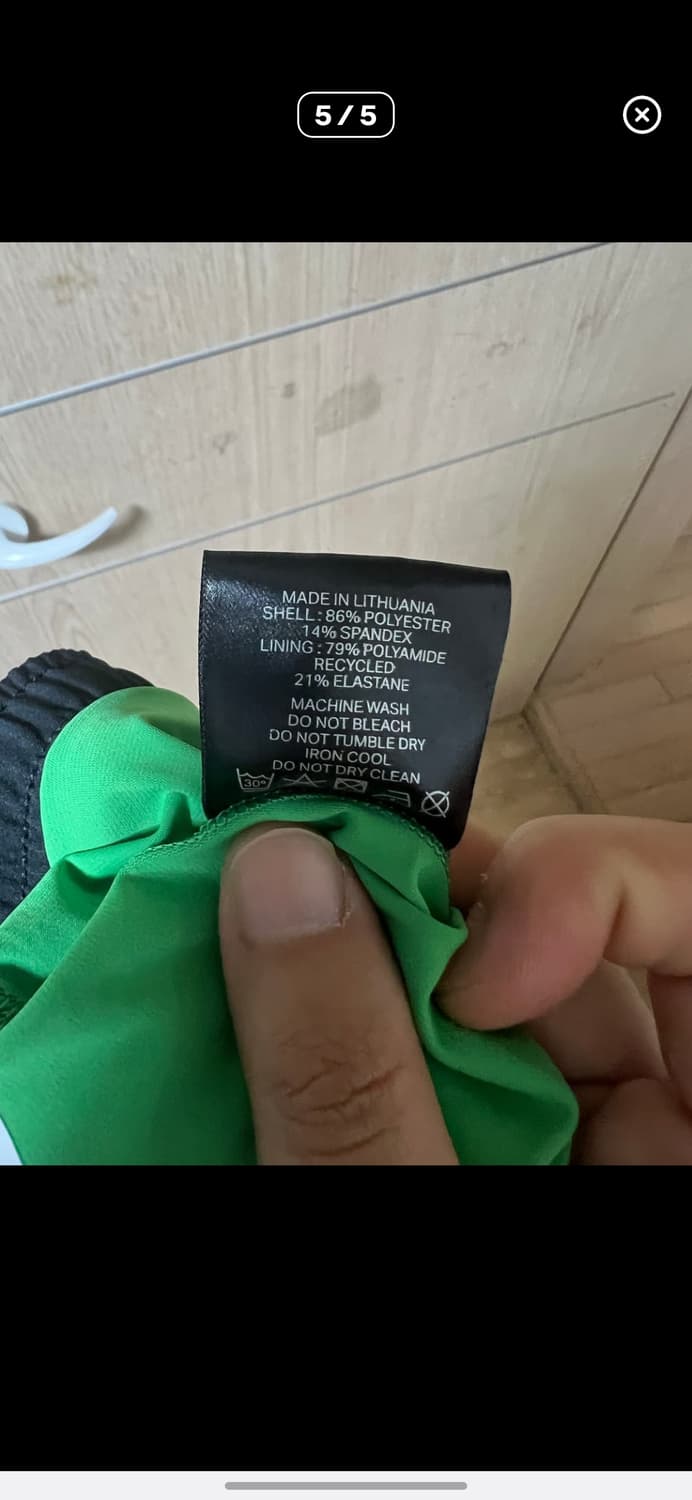 5/5
MADE IN LITHUANIA
SHELL : 86% POLYESTER
14% SPANDEX
LINING : 79% POLYAMIDE
RECYCLED
21% ELASTANE
MACHINE WASH
DO NOT BLEACH
DO NOT TUMBLE DRY
IRON COOL
DO NOT DRY CLEAN
30°